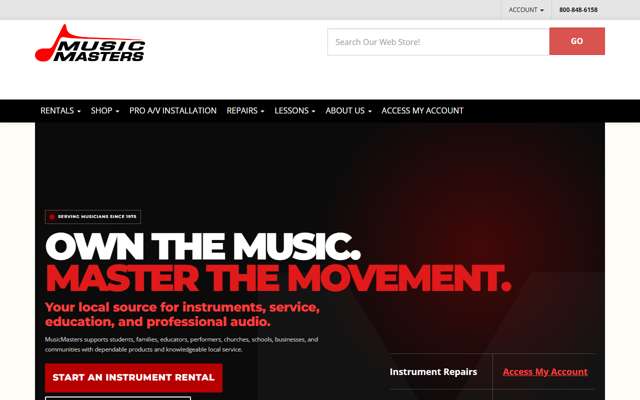 ACCOUNT
800-848-6158
MUSIC
MASTERS
Search Our Web Store!
GO
RENTALS SHOP PRO A/V INSTALLATION REPAIRS LESSONS ABOUT US ACCESS MY ACCOUNT
SERVING MUSICIANS SINCE 1975
OWN THE MUSIC.
MASTER THE MOVEMENT.
Your local source for instruments, service,
education, and professional audio.
MusicMasters supports students, families, educators, performers, churches, schools, businesses, and
communities with dependable products and knowledgeable local service.
START AN INSTRUMENT RENTAL
Instrument Repairs
Access My Account